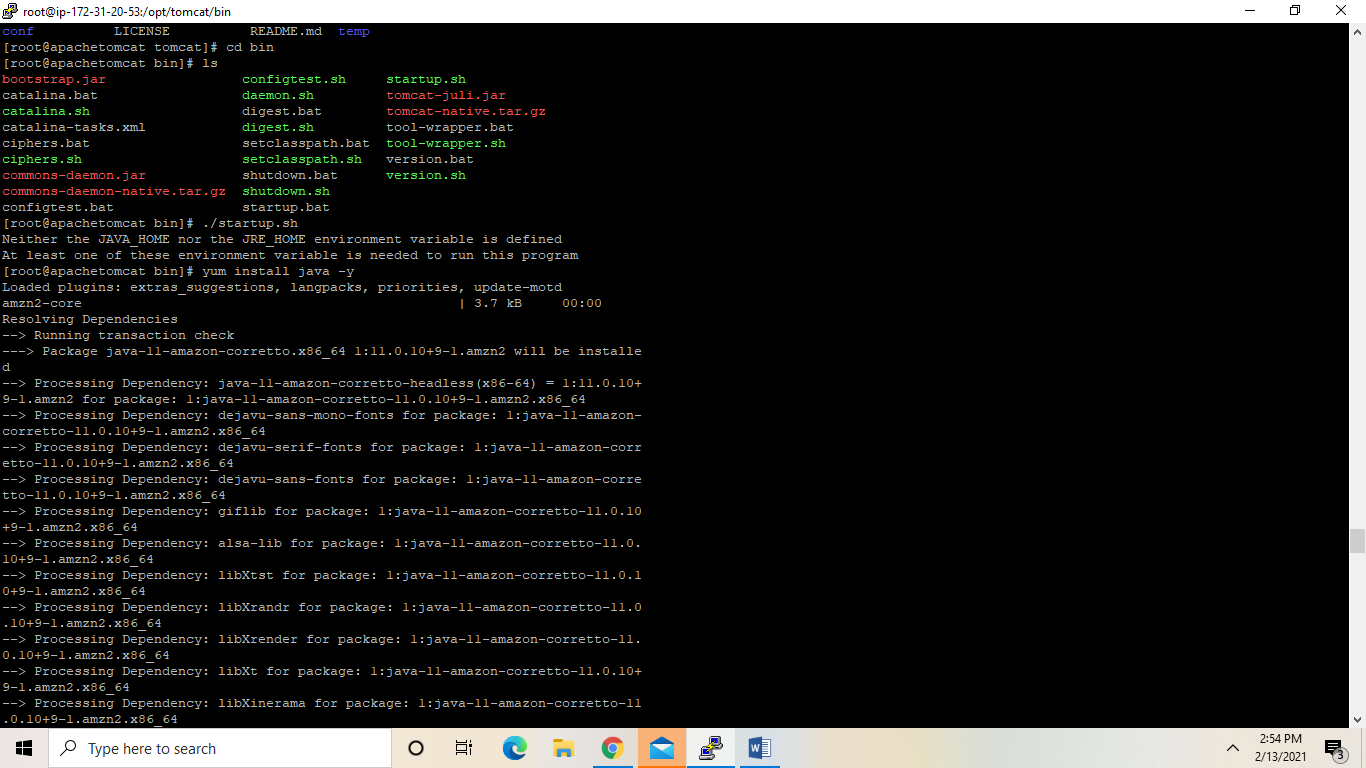 root@ip-172-31-20-53:/opt/tomcat/bin
conf LICENSE README.md temp
[root@apachetomcat tomcat]# cd bin
[root@apachetomcat bin]# ls
bootstrap.jar configtest.sh startup.sh
catalina.bat daemon.sh tomcat-juli.jar
catalina.sh digest.bat tomcat-native.tar.gz
catalina-tasks.xml digest.sh tool-wrapper.bat
ciphers.bat setclasspath.bat tool-wrapper.sh
ciphers.sh setclasspath.sh version.bat
commons-daemon.jar shutdown.bat version.sh
commons-daemon-native.tar.gz shutdown.sh
configtest.bat startup.bat
[root@apachetomcat bin]# ./startup.sh
Neither the JAVA_HOME nor the JRE_HOME environment variable is defined
At least one of these environment variable is needed to run this program
[root@apachetomcat bin]# yum install java -y
Loaded plugins: extras_suggestions, langpacks, priorities, update-motd
amzn2-core | 3.7 kB 00:00
Resolving Dependencies
--> Running transaction check
---> Package java-11-amazon-corretto.x86_64 1:11.0.10+9-1.amzn2 will be installe
d
--> Processing Dependency: java-11-amazon-corretto-headless(x86-64) = 1:11.0.10+
9-1.amzn2 for package: 1:java-11-amazon-corretto-11.0.10+9-1.amzn2.x86_64
--> Processing Dependency: dejavu-sans-mono-fonts for package: 1:java-11-amazon-
corretto-11.0.10+9-1.amzn2.x86_64
--> Processing Dependency: dejavu-serif-fonts for package: 1:java-11-amazon-corr
etto-11.0.10+9-1.amzn2.x86_64
--> Processing Dependency: dejavu-sans-fonts for package: 1:java-11-amazon-corre
tto-11.0.10+9-1.amzn2.x86_64
--> Processing Dependency: giflib for package: 1:java-11-amazon-corretto-11.0.10
+9-1.amzn2.x86_64
--> Processing Dependency: alsa-lib for package: 1:java-11-amazon-corretto-11.0.
10+9-1.amzn2.x86_64
--> Processing Dependency: libXtst for package: 1:java-11-amazon-corretto-11.0.1
0+9-1.amzn2.x86_64
--> Processing Dependency: libXrandr for package: 1:java-11-amazon-corretto-11.0
.10+9-1.amzn2.x86_64
--> Processing Dependency: libXrender for package: 1:java-11-amazon-corretto-11.
0.10+9-1.amzn2.x86_64
--> Processing Dependency: libXt for package: 1:java-11-amazon-corretto-11.0.10+
9-1.amzn2.x86_64
--> Processing Dependency: libXinerama for package: 1:java-11-amazon-corretto-11
.0.10+9-1.amzn2.x86_64
Type here to search
2:54 PM
2/13/2021
3